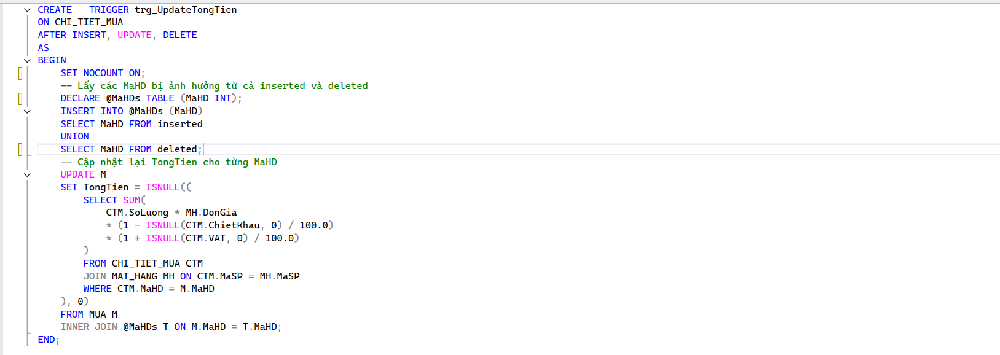 CREATE   TRIGGER trg_UpdateTongTien
ON CHI_TIET_MUA
AFTER INSERT, UPDATE, DELETE
AS
BEGIN
    SET NOCOUNT ON;
    -- Lấy các MaHD bị ảnh hưởng từ cả inserted và deleted
    DECLARE @MaHDs TABLE (MaHD INT);
    INSERT INTO @MaHDs (MaHD)
    SELECT MaHD FROM inserted
    UNION
    SELECT MaHD FROM deleted;
    -- Cập nhật lại TongTien cho từng MaHD
    UPDATE M
    SET TongTien = ISNULL((
        SELECT SUM(
            CTM.SoLuong * MH.DonGia
            * (1 - ISNULL(CTM.ChietKhau, 0) / 100.0)
            * (1 + ISNULL(CTM.VAT, 0) / 100.0)
        )
        FROM CHI_TIET_MUA CTM
        JOIN MAT_HANG MH ON CTM.MaSP = MH.MaSP
        WHERE CTM.MaHD = M.MaHD
    ), 0)
    FROM MUA M
    INNER JOIN @MaHDs T ON M.MaHD = T.MaHD;
END;